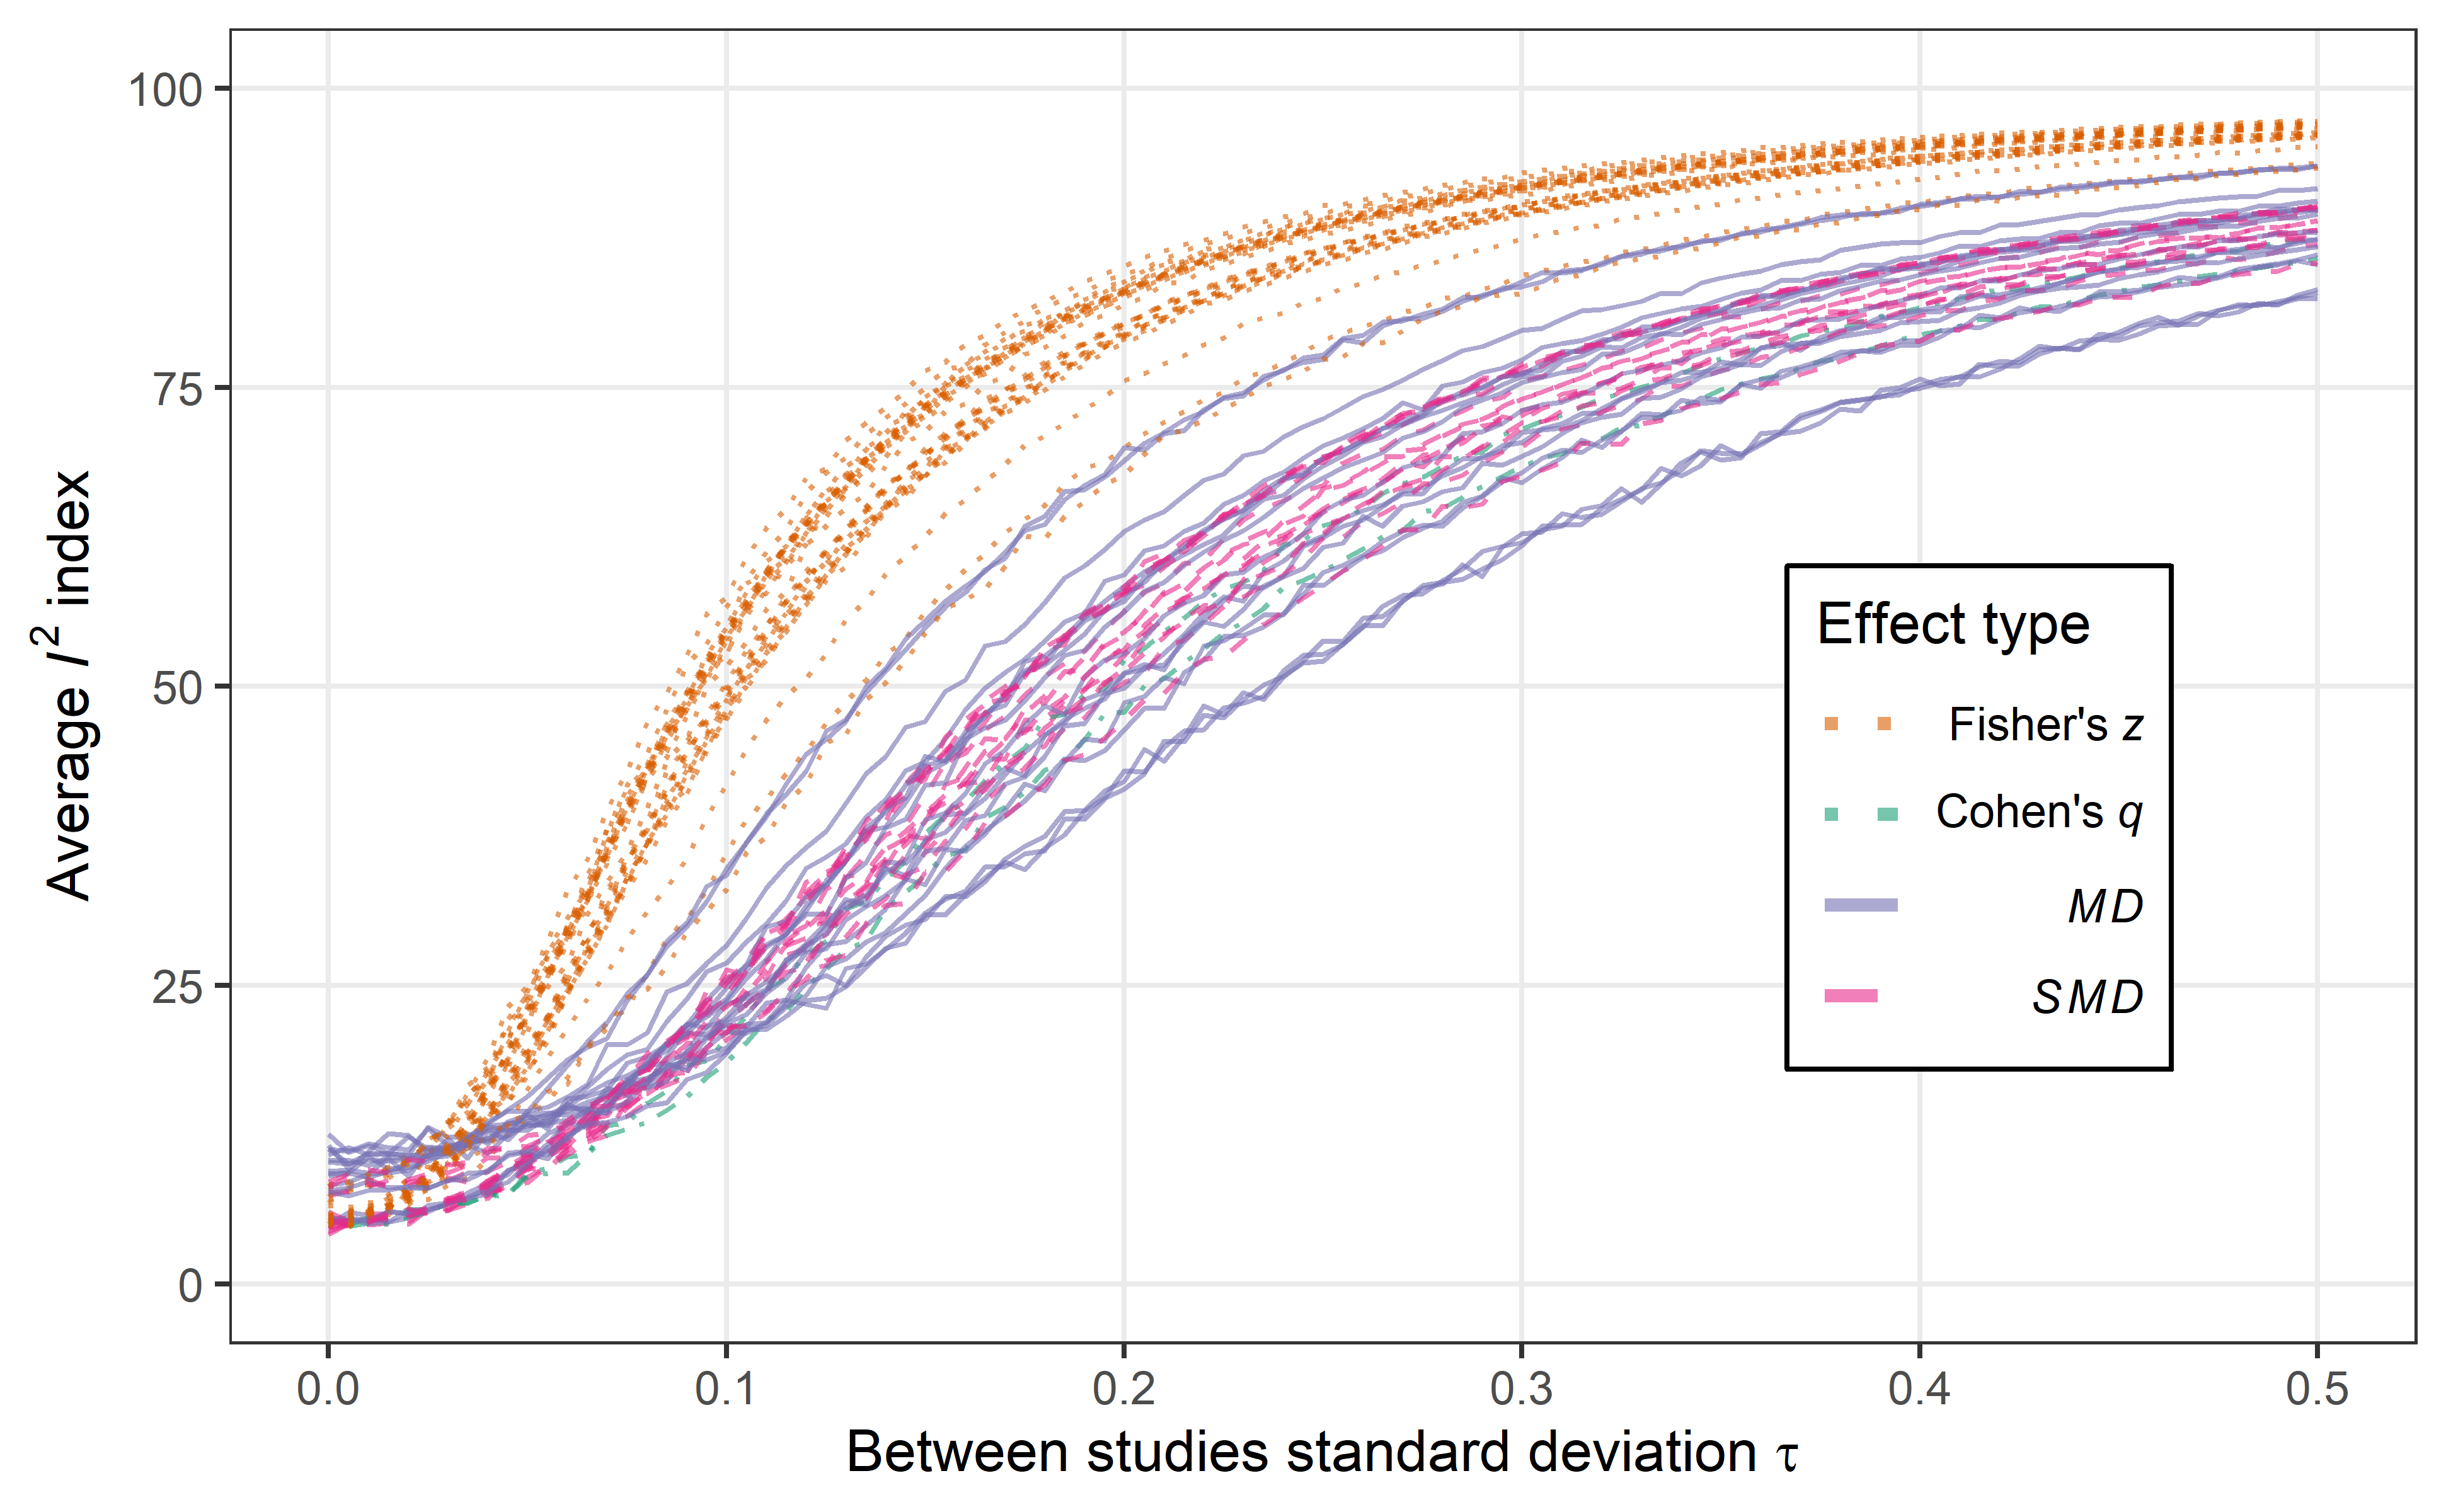 100
75
50
25
0
Average I² index
0.0 0.1 0.2 0.3 0.4 0.5
Between studies standard deviation τ
Effect type
Fisher's z
Cohen's q
MD
SMD